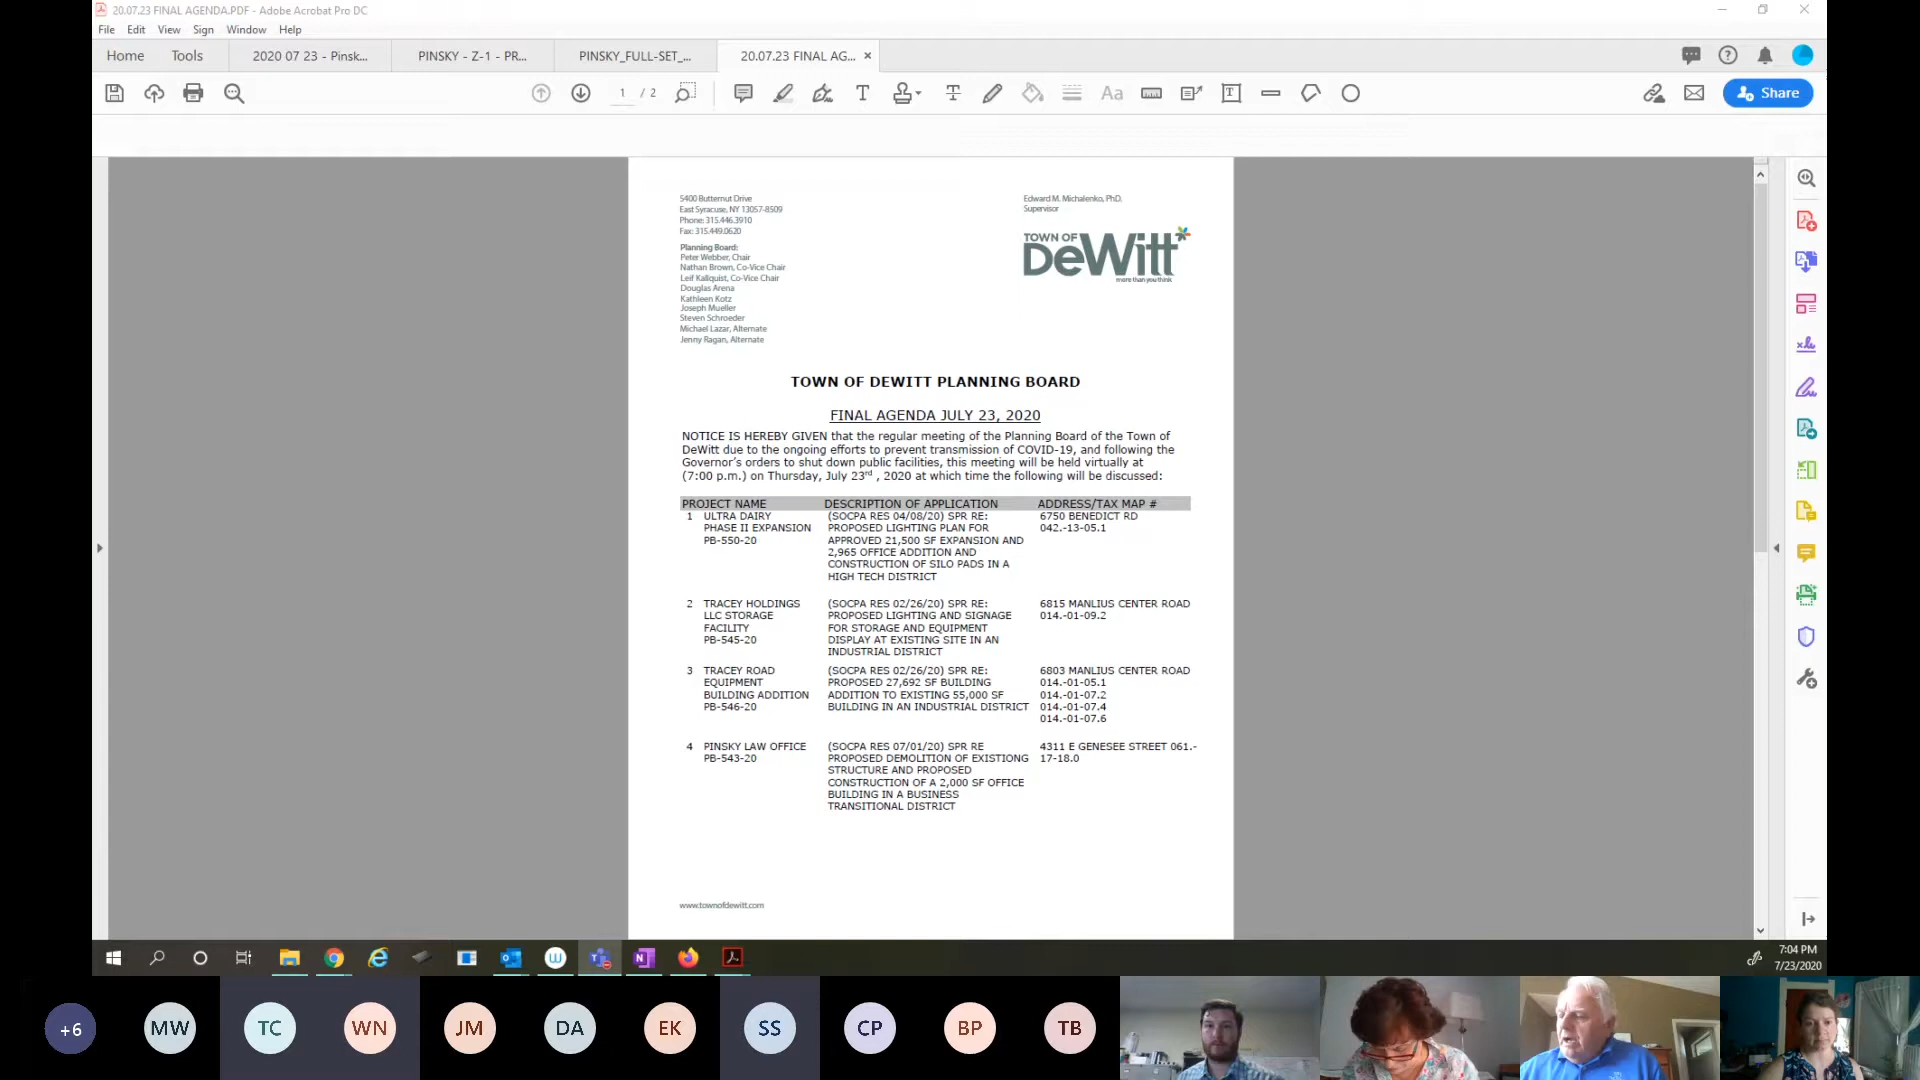 20.07.23 FINAL AGENDA.PDF - Adobe Acrobat Pro DC
File Edit View Sign Window Help
Home Tools 2020 07 23 - Pinsk... PINSKY - Z-1 - PR... PINSKY_FULL-SET_... 20.07.23 FINAL AG... ×
1 / 2 Aa Share
5400 Butternut Drive
East Syracuse, NY 13057-8509
Phone: 315.446.3910
Fax: 315.449.0620
Planning Board:
Peter Webber, Chair
Nathan Brown, Co-Vice Chair
Leif Kallquist, Co-Vice Chair
Douglas Arena
Kathleen Kotz
Joseph Mueller
Steven Schroeder
Michael Lazar, Alternate
Jenny Ragan, Alternate
Edward M. Michalenko, PhD.
Supervisor
TOWN OF
DeWitt
more than you think
TOWN OF DEWITT PLANNING BOARD
FINAL AGENDA JULY 23, 2020
NOTICE IS HEREBY GIVEN that the regular meeting of the Planning Board of the Town of
DeWitt due to the ongoing efforts to prevent transmission of COVID-19, and following the
Governor's orders to shut down public facilities, this meeting will be held virtually at
(7:00 p.m.) on Thursday, July 23rd , 2020 at which time the following will be discussed:
PROJECT NAME DESCRIPTION OF APPLICATION ADDRESS/TAX MAP #
1 ULTRA DAIRY (SOCPA RES 04/08/20) SPR RE: 6750 BENEDICT RD
PHASE II EXPANSION PROPOSED LIGHTING PLAN FOR 042.-13-05.1
PB-550-20 APPROVED 21,500 SF EXPANSION AND
2,965 OFFICE ADDITION AND
CONSTRUCTION OF SILO PADS IN A
HIGH TECH DISTRICT
2 TRACEY HOLDINGS (SOCPA RES 02/26/20) SPR RE: 6815 MANLIUS CENTER ROAD
LLC STORAGE PROPOSED LIGHTING AND SIGNAGE 014.-01-09.2
FACILITY FOR STORAGE AND EQUIPMENT
PB-545-20 DISPLAY AT EXISTING SITE IN AN
INDUSTRIAL DISTRICT
3 TRACEY ROAD (SOCPA RES 02/26/20) SPR RE: 6803 MANLIUS CENTER ROAD
EQUIPMENT PROPOSED 27,692 SF BUILDING 014.-01-05.1
BUILDING ADDITION ADDITION TO EXISTING 55,000 SF 014.-01-07.2
PB-546-20 BUILDING IN AN INDUSTRIAL DISTRICT 014.-01-07.4
014.-01-07.6
4 PINSKY LAW OFFICE (SOCPA RES 07/01/20) SPR RE 4311 E GENESEE STREET 061.-
PB-543-20 PROPOSED DEMOLITION OF EXISTIONG 17-18.0
STRUCTURE AND PROPOSED
CONSTRUCTION OF A 2,000 SF OFFICE
BUILDING IN A BUSINESS
TRANSITIONAL DISTRICT
www.townofdewitt.com
7:04 PM
7/23/2020
+6 MW TC WN JM DA EK SS CP BP TB